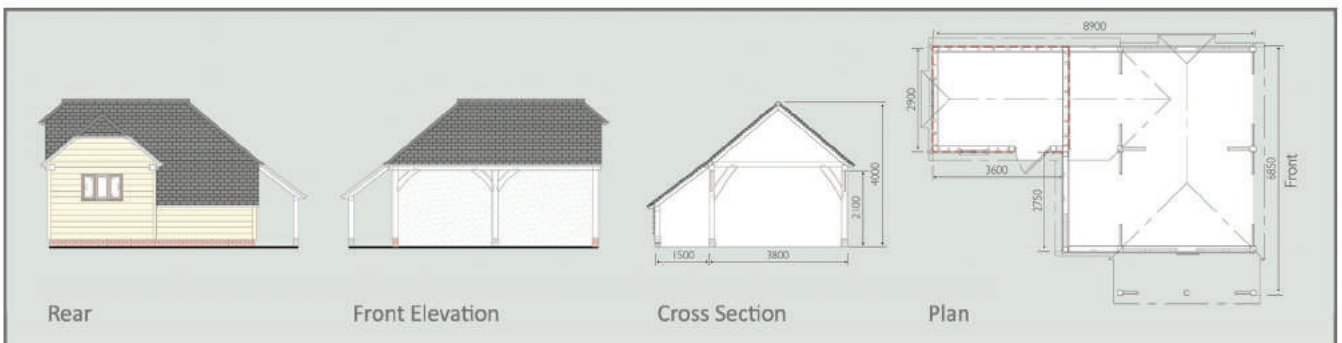 8900
2900
3600
2750
6850
Front
4000
2100
1500
3800
Rear
Front Elevation
Cross Section
Plan